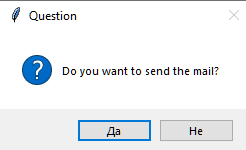 Question
Do you want to send the mail?
Да
Не